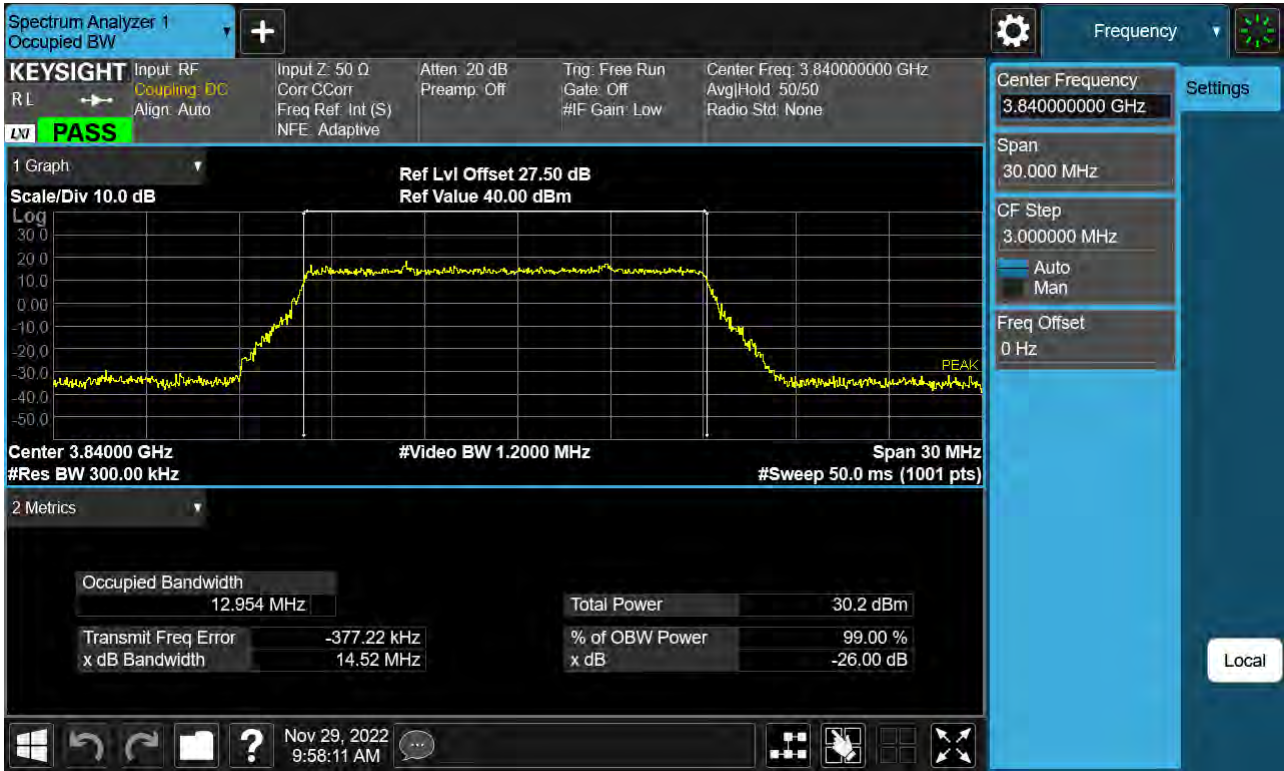 Spectrum Analyzer 1
Occupied BW
Frequency
KEYSIGHT
R L
LXI PASS
Input: RF
Coupling: DC
Align: Auto
Input Z: 50 Ω
Corr CCorr
Freq Ref: Int (S)
NFE: Adaptive
Atten: 20 dB
Preamp: Off
Trig: Free Run
Gate: Off
#IF Gain: Low
Center Freq: 3.840000000 GHz
Avg|Hold: 50/50
Radio Std: None
1 Graph
Scale/Div 10.0 dB
Ref Lvl Offset 27.50 dB
Ref Value 40.00 dBm
Log
30.0
20.0
10.0
0.00
-10.0
-20.0
-30.0
-40.0
-50.0
PEAK
Center 3.84000 GHz
#Video BW 1.2000 MHz
Span 30 MHz
#Res BW 300.00 kHz
#Sweep 50.0 ms (1001 pts)
2 Metrics
Occupied Bandwidth
12.954 MHz
Total Power 30.2 dBm
Transmit Freq Error -377.22 kHz
% of OBW Power 99.00 %
x dB Bandwidth 14.52 MHz
x dB -26.00 dB
Nov 29, 2022
9:58:11 AM
Center Frequency
3.840000000 GHz
Settings
Span
30.000 MHz
CF Step
3.000000 MHz
Auto
Man
Freq Offset
0 Hz
Local